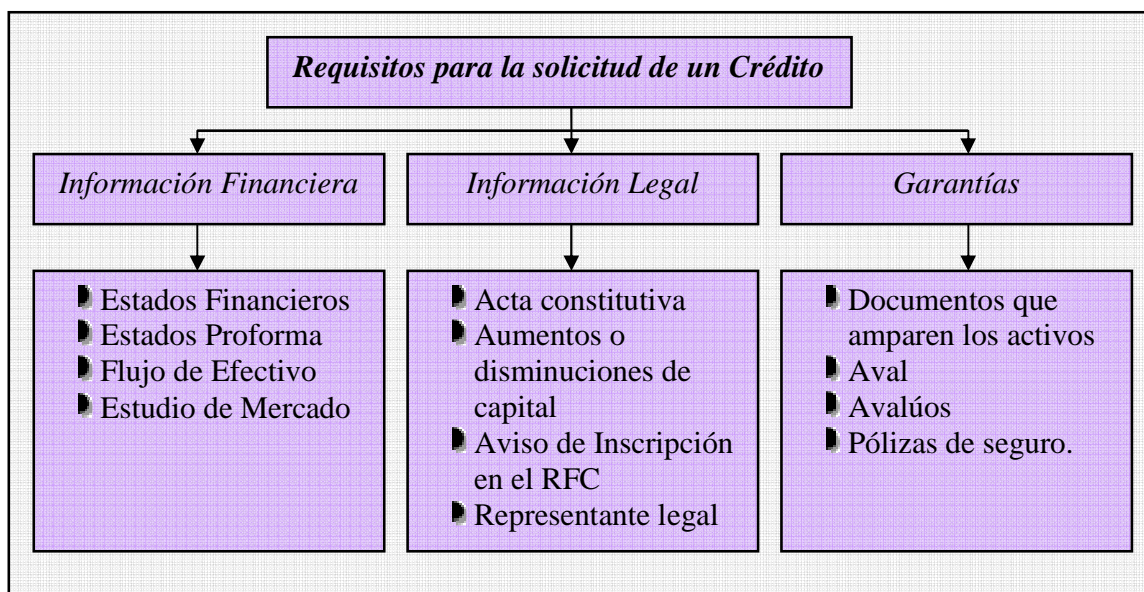 Requisitos para la solicitud de un Crédito
Información Financiera
Estados Financieros
Estados Proforma
Flujo de Efectivo
Estudio de Mercado
Información Legal
Acta constitutiva
Aumentos o
disminuciones de
capital
Aviso de Inscripción
en el RFC
Representante legal
Garantías
Documentos que
amparen los activos
Aval
Avalúos
Pólizas de seguro.